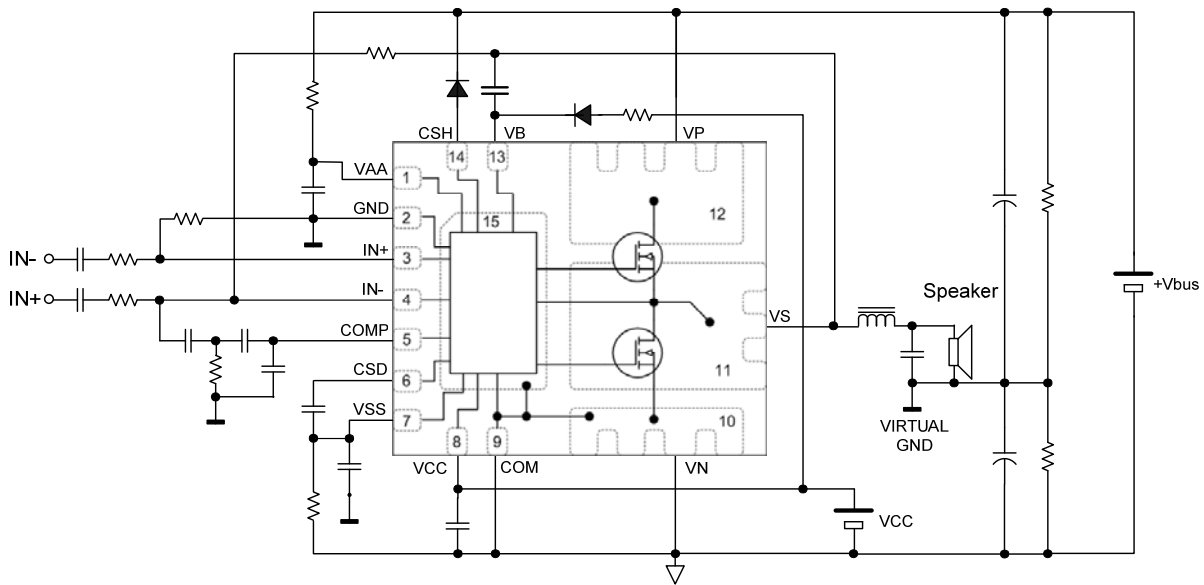 CSH
VB
VP
14
13
VAA
1
12
GND
2
15
IN-
IN+
3
IN+
IN-
4
Speaker
+Vbus
VS
COMP
5
CSD
6
11
VSS
7
10
VIRTUAL
GND
8
9
VCC
COM
VN
VCC